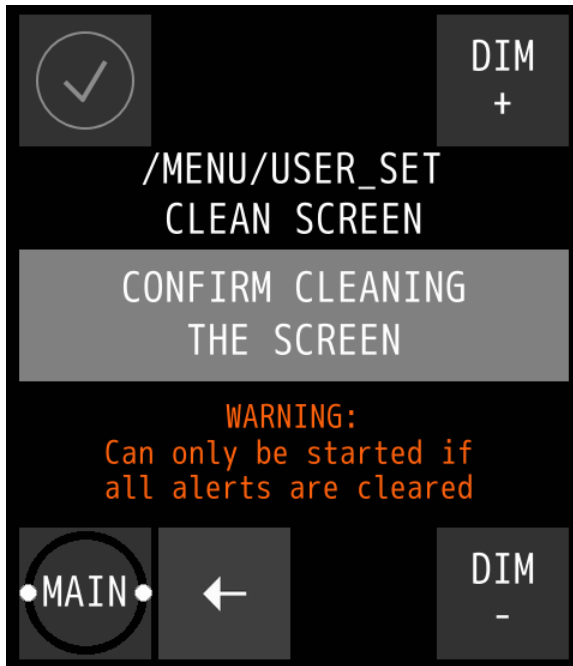 DIM
+
/MENU/USER_SET
CLEAN SCREEN
CONFIRM CLEANING
THE SCREEN
WARNING:
Can only be started if
all alerts are cleared
MAIN
←
DIM
-